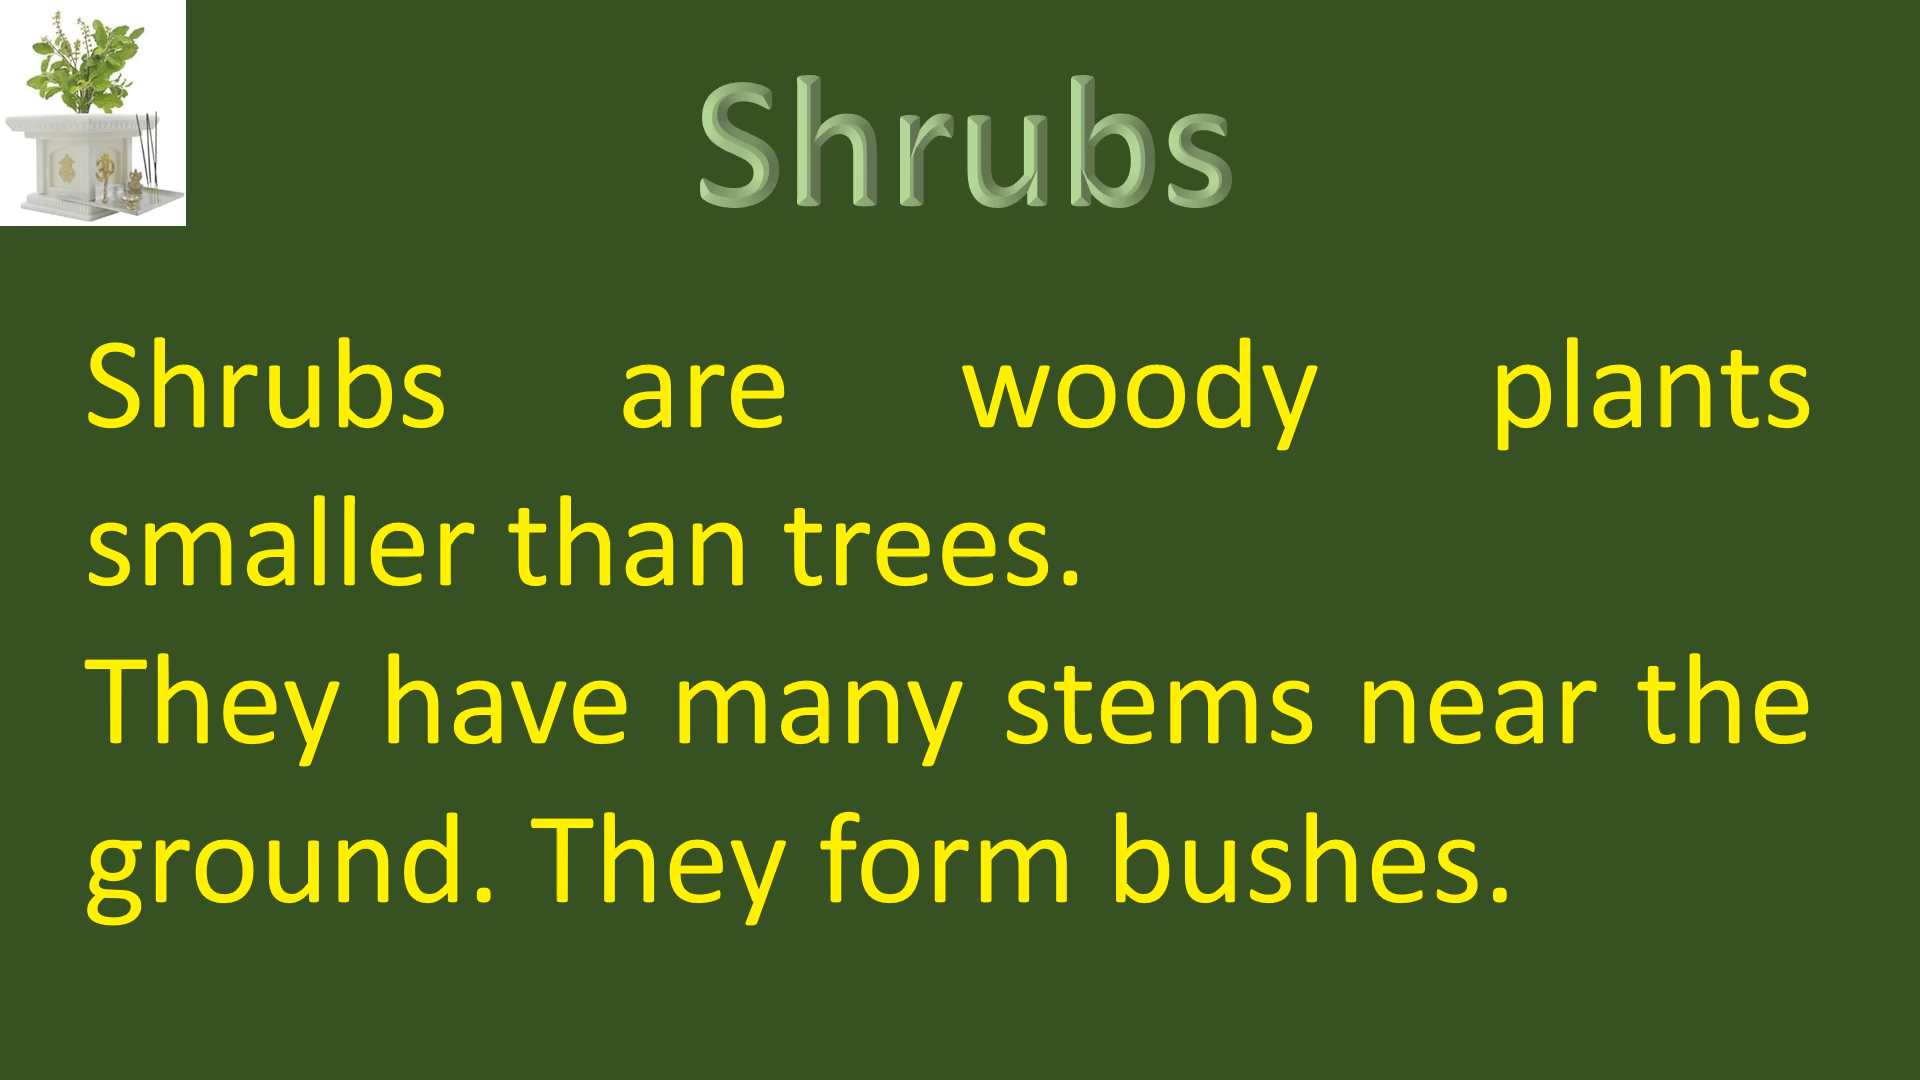 Shrubs
Shrubs are woody plants
smaller than trees.
They have many stems near the
ground. They form bushes.